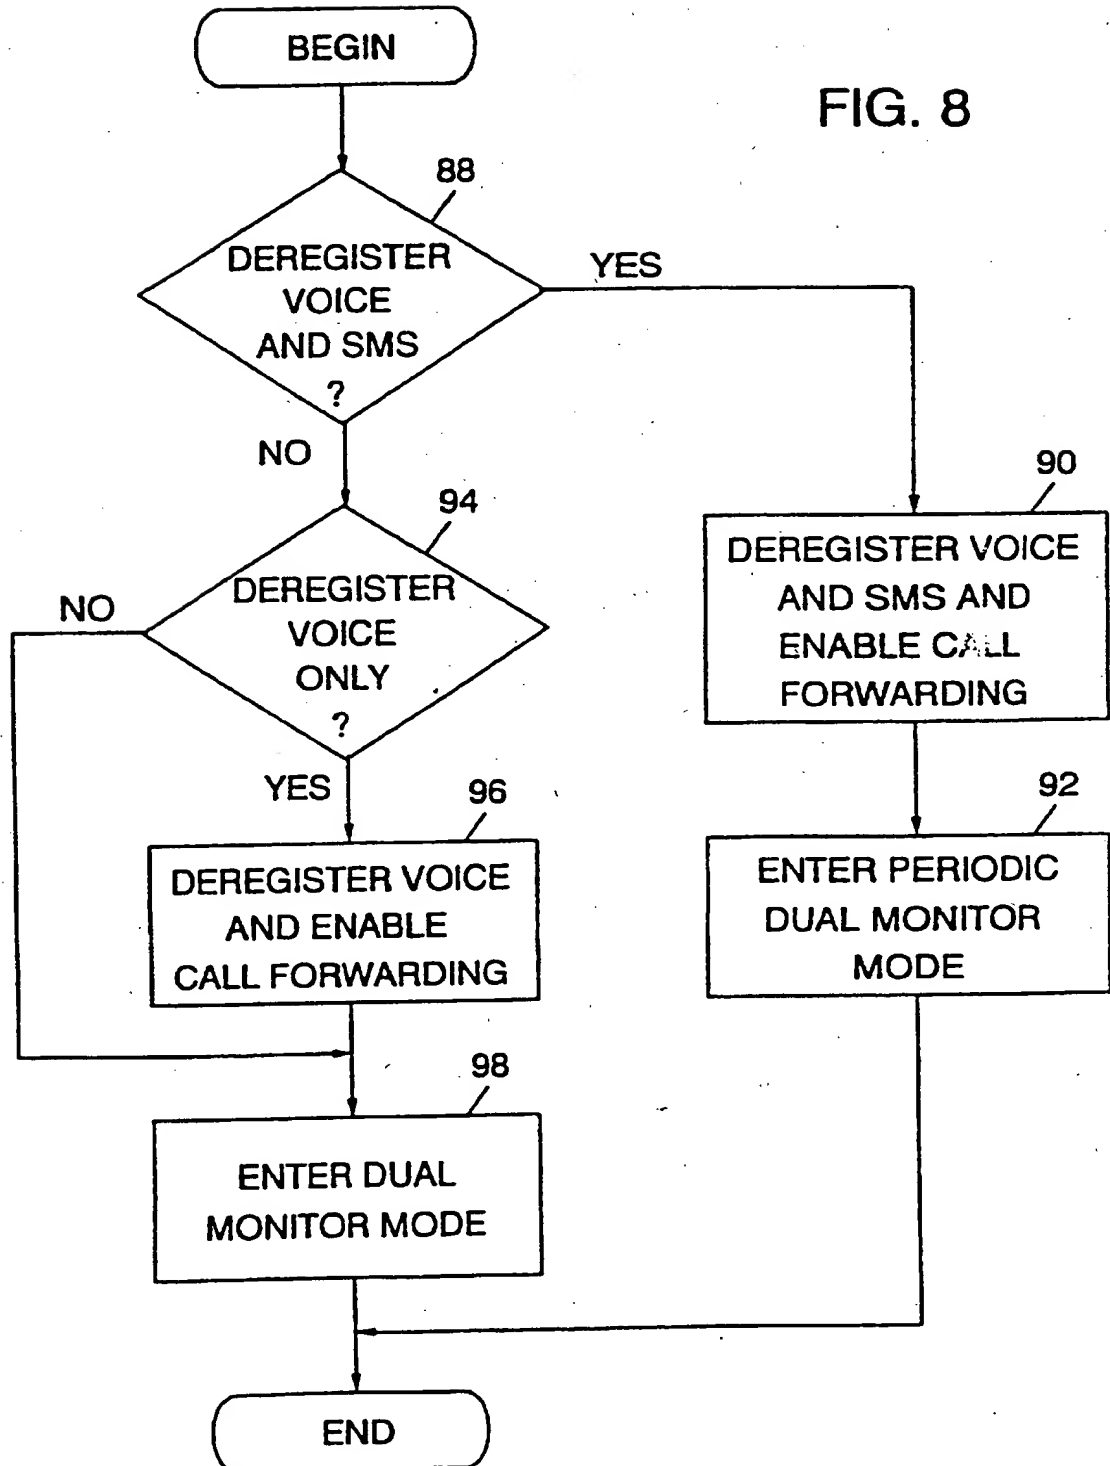 BEGIN
FIG. 8
88
DEREGISTER
VOICE
AND SMS
?
YES
NO
90
DEREGISTER VOICE
AND SMS AND
ENABLE CALL
FORWARDING
94
DEREGISTER
VOICE
ONLY
?
NO
YES
92
ENTER PERIODIC
DUAL MONITOR
MODE
96
DEREGISTER VOICE
AND ENABLE
CALL FORWARDING
98
ENTER DUAL
MONITOR MODE
END